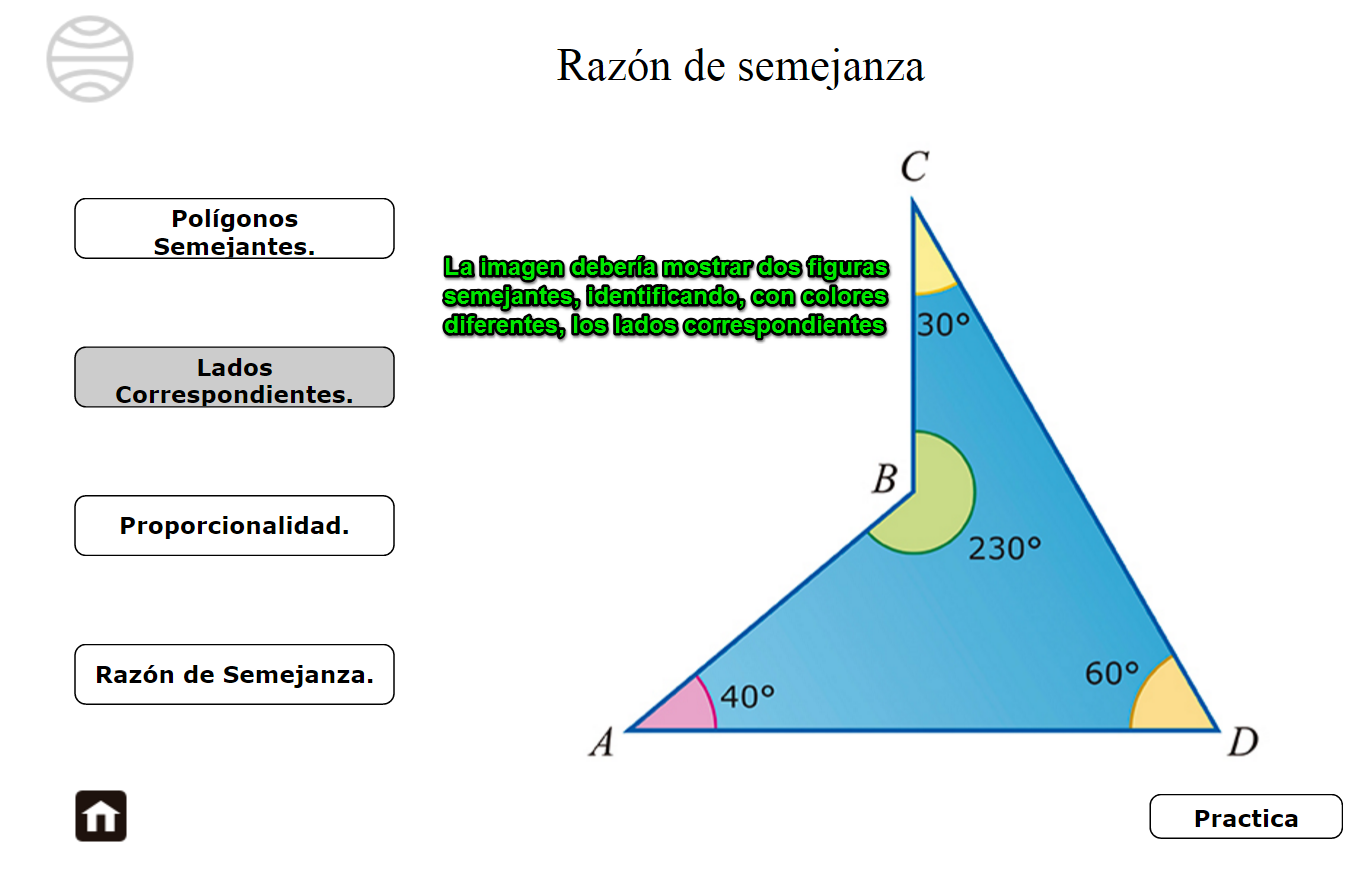 Razón de semejanza
Polígonos
Semejantes.
Lados
Correspondientes.
Proporcionalidad.
Razón de Semejanza.
La imagen debería mostrar dos figuras
semejantes, identificando, con colores
diferentes, los lados correspondientes
C
30°
B
230°
60°
40°
A
D
Practica